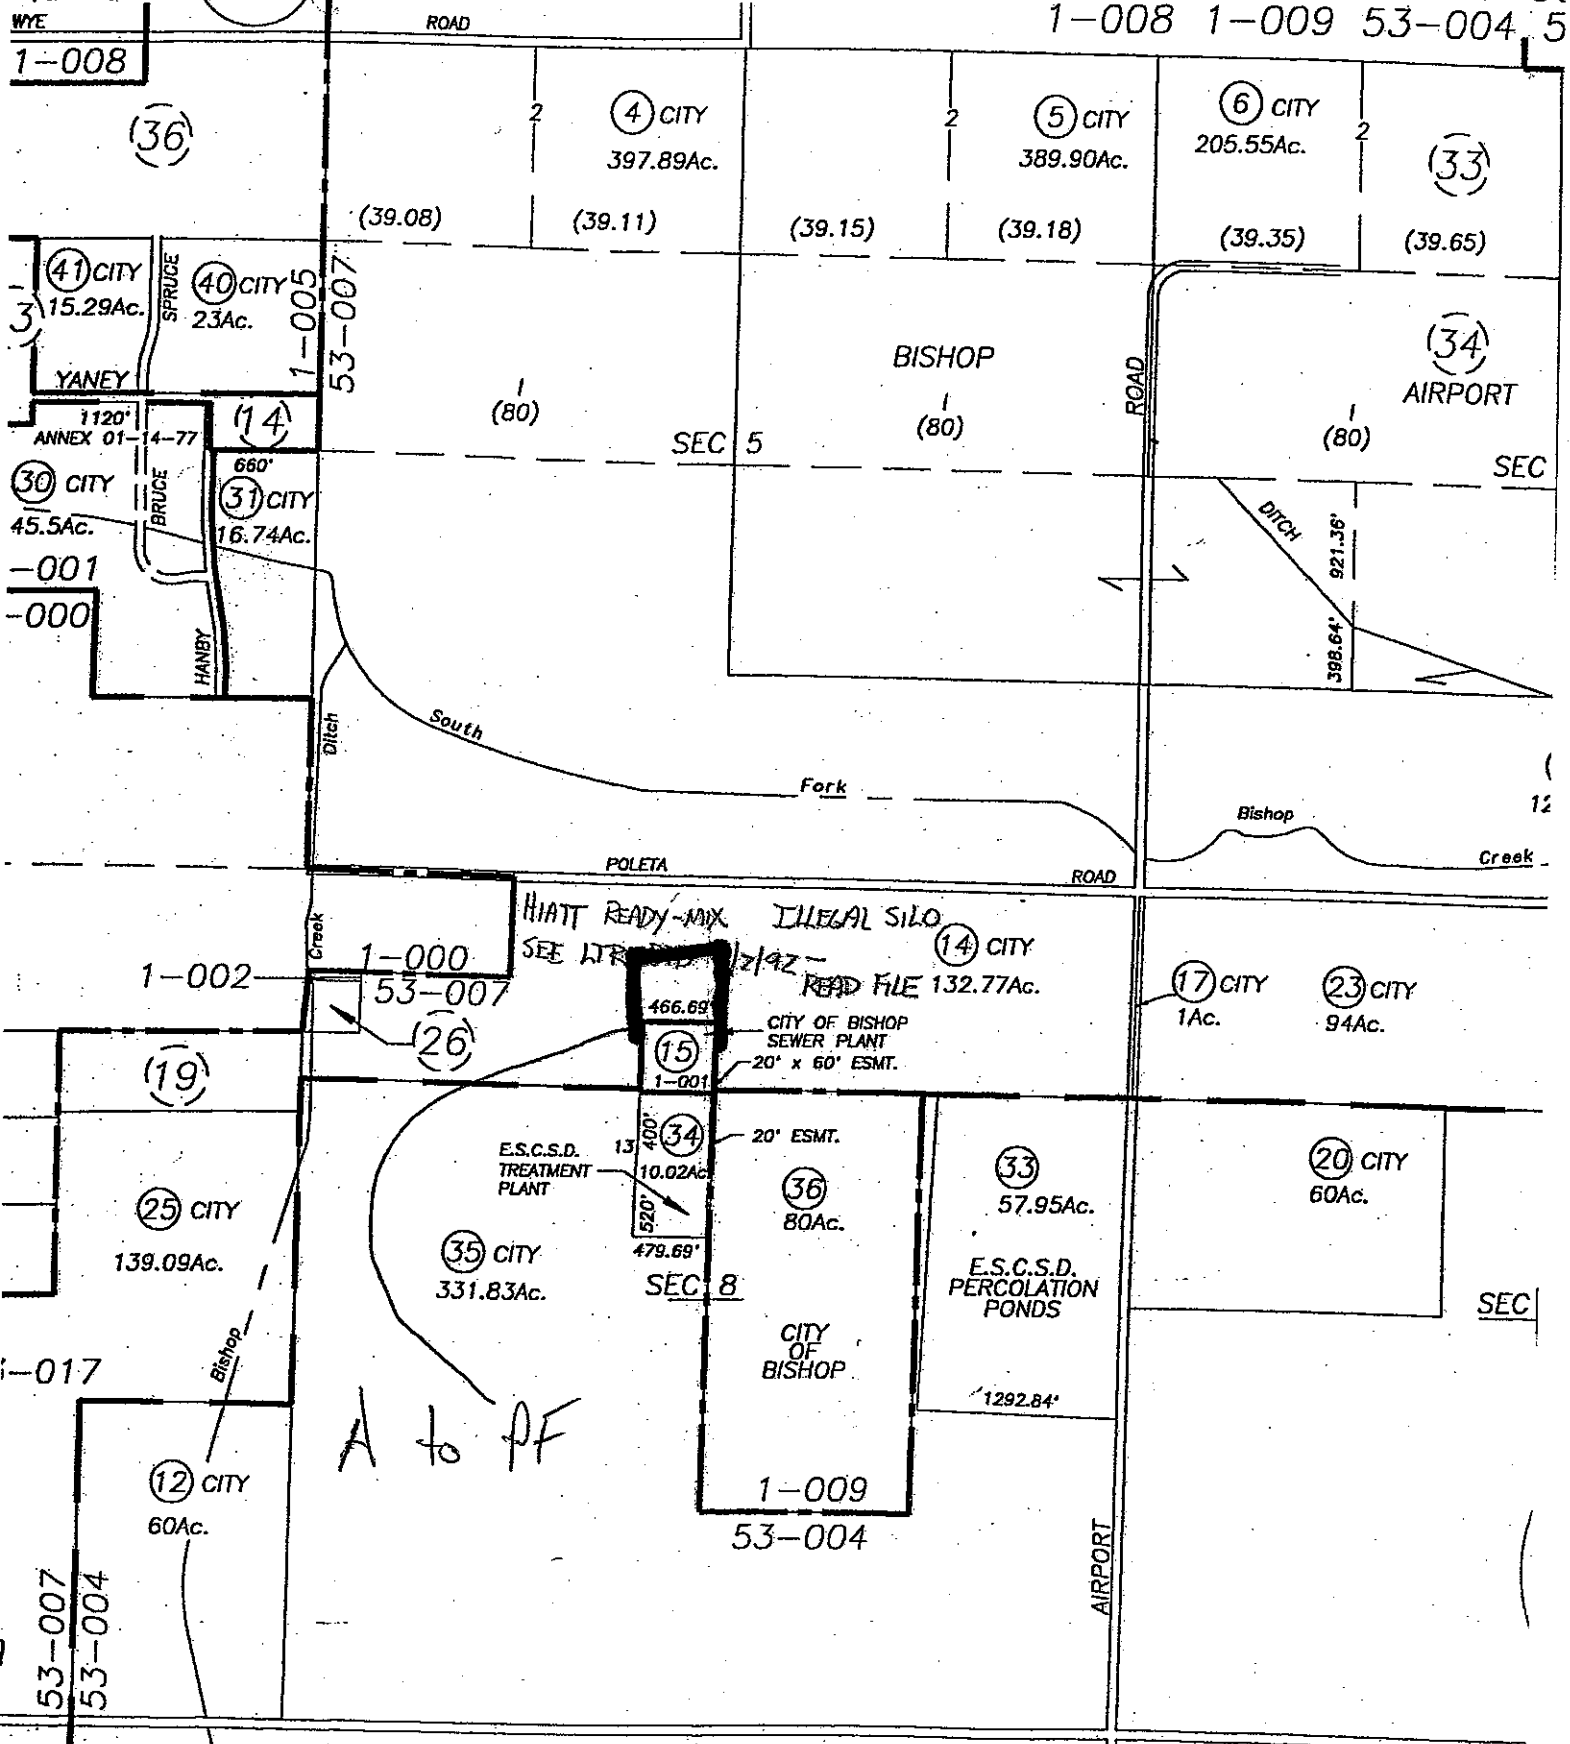 WYE
ROAD
1-008 1-009 53-004 5
1-008
(36)
2
4 CITY
397.89Ac.
2
5 CITY
389.90Ac.
6 CITY
205.55Ac.
2
(33)
(39.08)
(39.11)
(39.15)
(39.18)
(39.35)
(39.65)
41 CITY
15.29Ac.
SPRUCE
40 CITY
23Ac.
1-005
53-007
3
YANEY
1120'
ANNEX 01-14-77
(14)
660'
BISHOP
1
(80)
1
(80)
1
(80)
ROAD
(34)
AIRPORT
SEC 5
SEC
30 CITY
45.5Ac.
BRUCE
31 CITY
16.74Ac.
-001
-000
HANBY
DITCH
921.36'
398.64'
Ditch
South
Fork
Bishop
Creek
12
POLETA
ROAD
HIATT READY-MIX ILLEGAL SILO
SEE LTR
2/92 -
READ FILE
14 CITY
132.77Ac.
Creek
1-000
53-007
1-002
(26)
466.69'
CITY OF BISHOP
SEWER PLANT
20' x 60' ESMT.
15
1-001
17 CITY
1Ac.
23 CITY
94Ac.
(19)
E.S.C.S.D.
TREATMENT
PLANT
13
400'
34
10.02Ac
520'
479.69'
20' ESMT.
36
80Ac.
33
57.95Ac.
E.S.C.S.D.
PERCOLATION
PONDS
20 CITY
60Ac.
25 CITY
139.09Ac.
35 CITY
331.83Ac.
SEC 8
SEC
CITY
OF
BISHOP
Bishop
-017
1292.84'
A to PF
12 CITY
60Ac.
1-009
53-004
AIRPORT
53-007
53-004